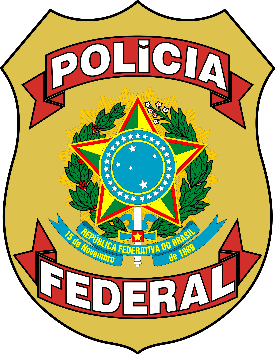 POLÍCIA
REPÚBLICA FEDERATIVA DO BRASIL
15 de Novembro
de 1889
FEDERAL